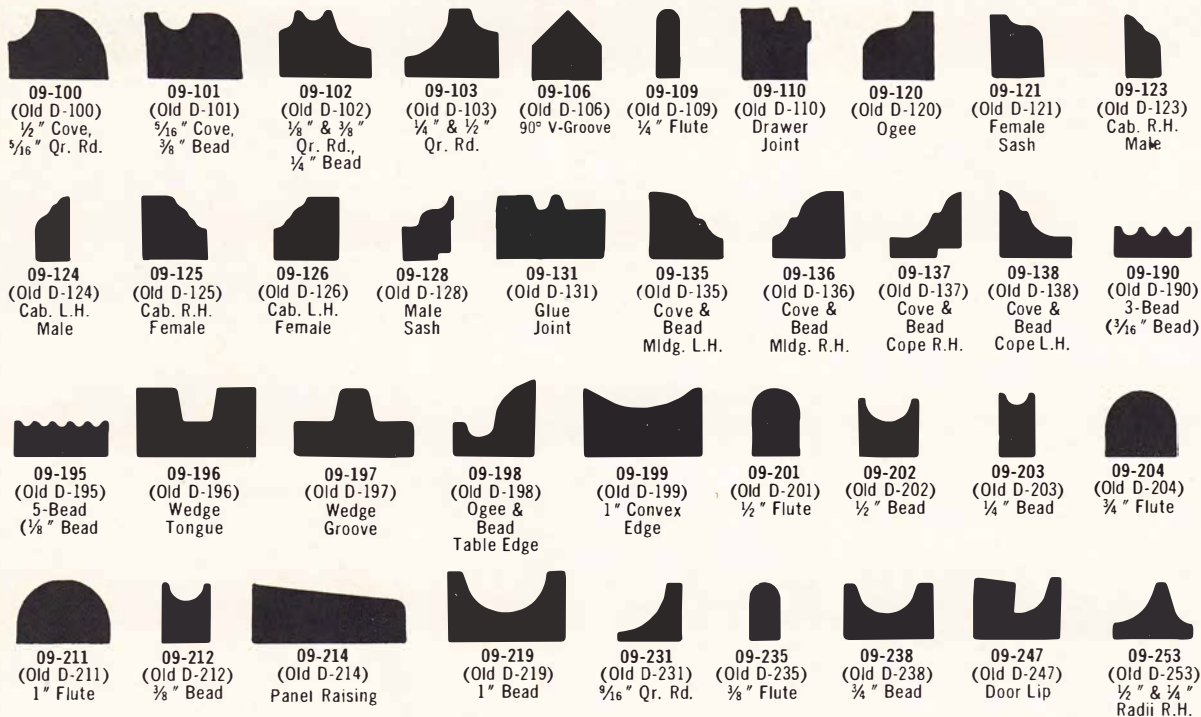 09-100
(Old D-100)
½" Cove,
5/16" Qr. Rd.
09-101
(Old D-101)
5/16" Cove,
⅜" Bead
09-102
(Old D-102)
⅛" & ⅜"
Qr. Rd.,
¼" Bead
09-103
(Old D-103)
¼" & ½"
Qr. Rd.
09-106
(Old D-106)
90° V-Groove
09-109
(Old D-109)
¼" Flute
09-110
(Old D-110)
Drawer
Joint
09-120
(Old D-120)
Ogee
09-121
(Old D-121)
Female
Sash
09-123
(Old D-123)
Cab. R.H.
Male
09-124
(Old D-124)
Cab. L.H.
Male
09-125
(Old D-125)
Cab. R.H.
Female
09-126
(Old D-126)
Cab. L.H.
Female
09-128
(Old D-128)
Male
Sash
09-131
(Old D-131)
Glue
Joint
09-135
(Old D-135)
Cove &
Bead
Mldg. L.H.
09-136
(Old D-136)
Cove &
Bead
Mldg. R.H.
09-137
(Old D-137)
Cove &
Bead
Cope R.H.
09-138
(Old D-138)
Cove &
Bead
Cope L.H.
09-190
(Old D-190)
3-Bead
(3/16" Bead)
09-195
(Old D-195)
5-Bead
(⅛" Bead
09-196
(Old D-196)
Wedge
Tongue
09-197
(Old D-197)
Wedge
Groove
09-198
(Old D-198)
Ogee &
Bead
Table Edge
09-199
(Old D-199)
1" Convex
Edge
09-201
(Old D-201)
½" Flute
09-202
(Old D-202)
½" Bead
09-203
(Old D-203)
¼" Bead
09-204
(Old D-204)
¾" Flute
09-211
(Old D-211)
1" Flute
09-212
(Old D-212)
⅜" Bead
09-214
(Old D-214)
Panel Raising
09-219
(Old D-219)
1" Bead
09-231
(Old D-231)
9/16" Qr. Rd.
09-235
(Old D-235)
⅜" Flute
09-238
(Old D-238)
¾" Bead
09-247
(Old D-247)
Door Lip
09-253
(Old D-253)
½" & ¼"
Radii R.H.